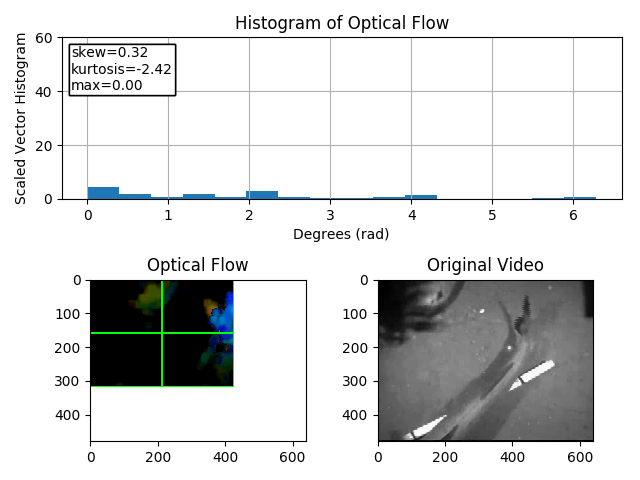 Histogram of Optical Flow
Scaled Vector Histogram
60
40
20
0
skew=0.32
kurtosis=-2.42
max=0.00
0 1 2 3 4 5 6
Degrees (rad)
Optical Flow
0
100
200
300
400
0 200 400 600
Original Video
0
100
200
300
400
0 200 400 600